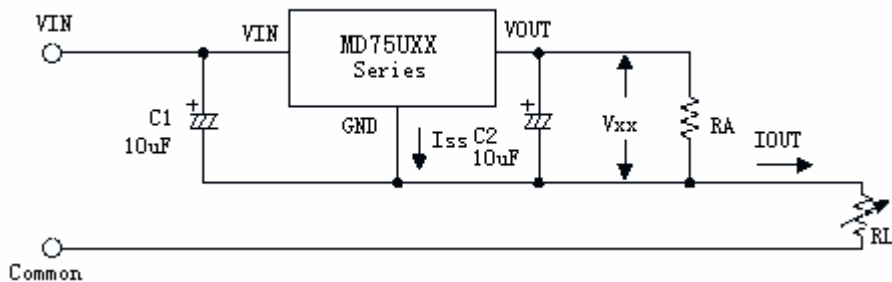 VIN
VIN
MD75UXX
Series
VOUT
C1
10uF
GND
Iss
C2
10uF
Vxx
RA
IOUT
RL
Common